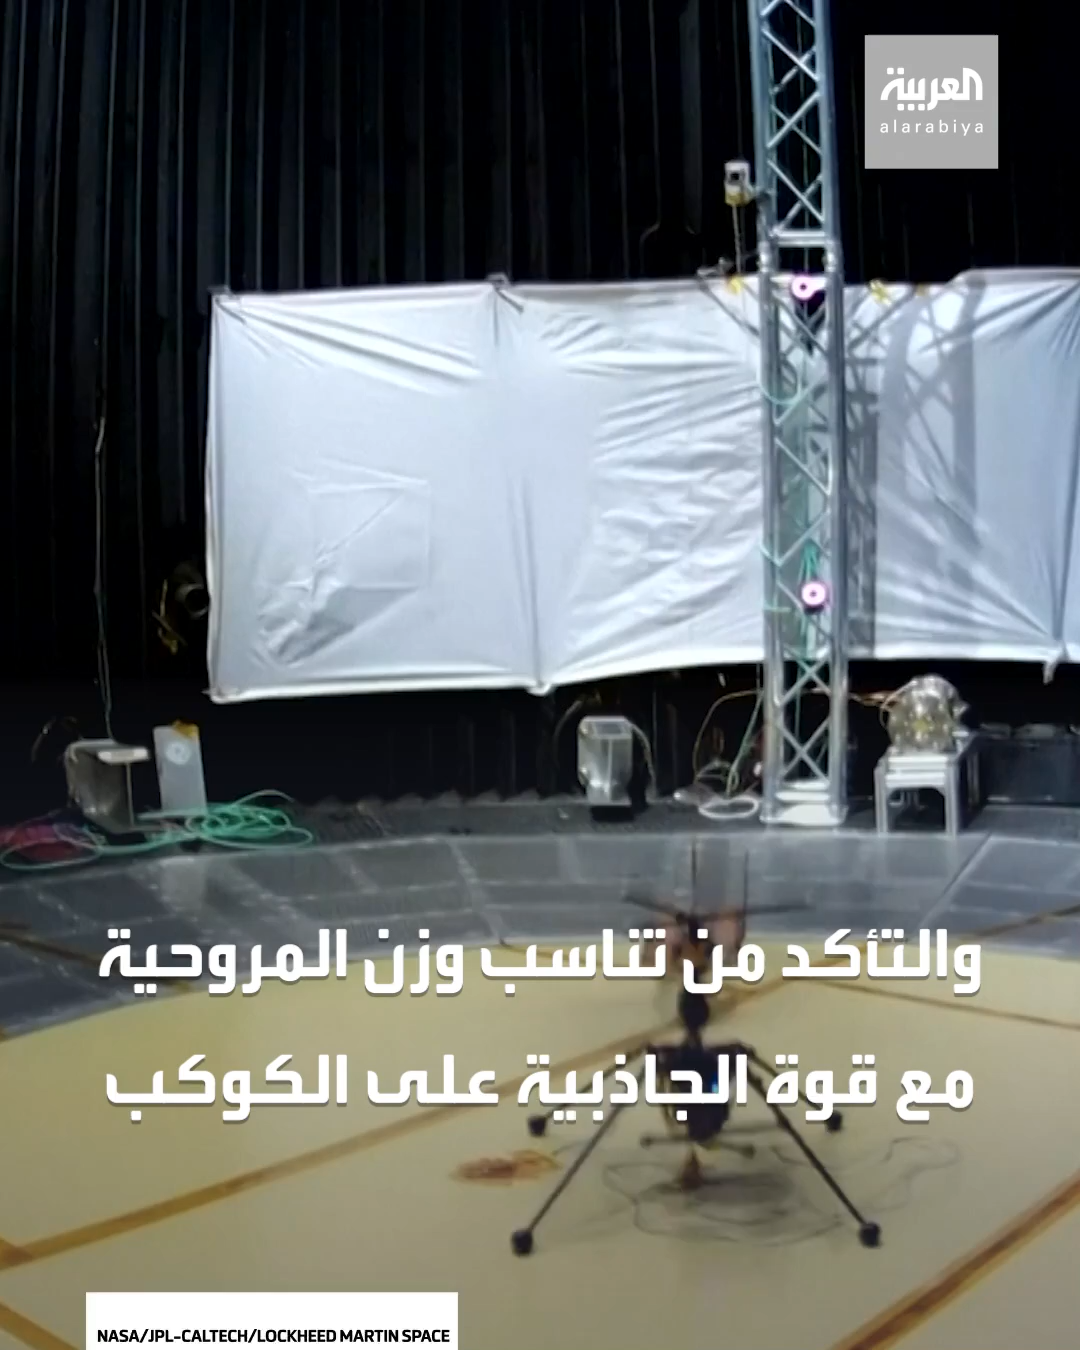 العربية
alarabiya
والتأكد من تناسب وزن المروحية
مع قوة الجاذبية على الكوكب
NASA/JPL-CALTECH/LOCKHEED MARTIN SPACE